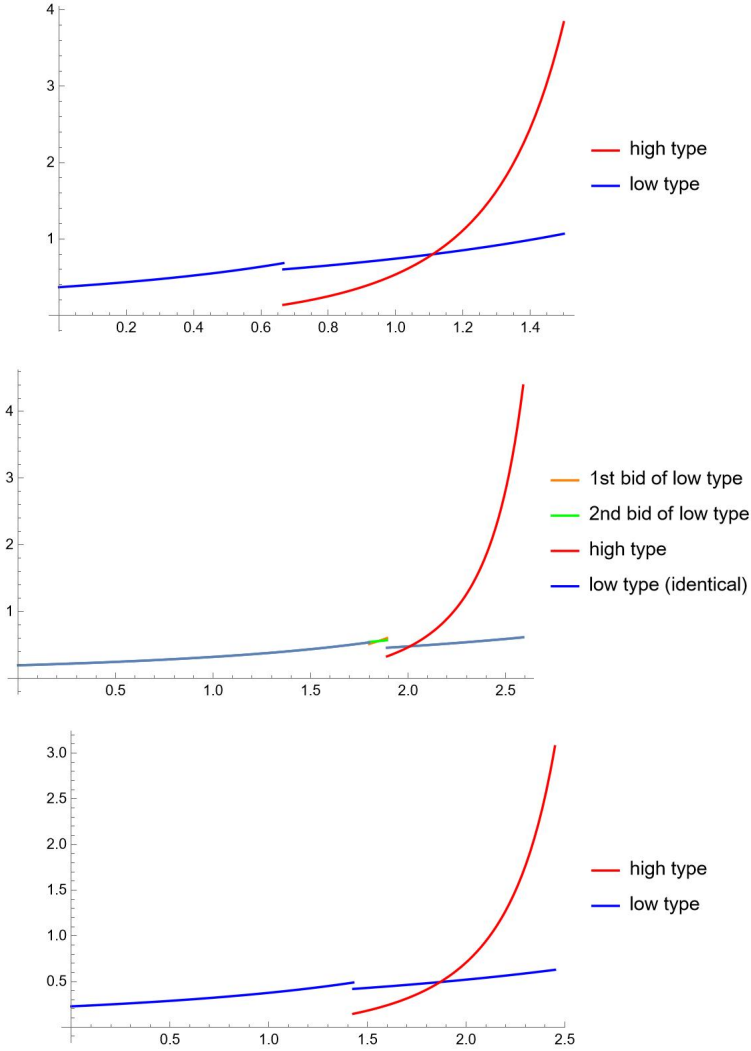 4
3
2
1
0.2 0.4 0.6 0.8 1.0 1.2 1.4
high type
low type
4
3
2
1
0.5 1.0 1.5 2.0 2.5
1st bid of low type
2nd bid of low type
high type
low type (identical)
3.0
2.5
2.0
1.5
1.0
0.5
0.5 1.0 1.5 2.0 2.5
high type
low type